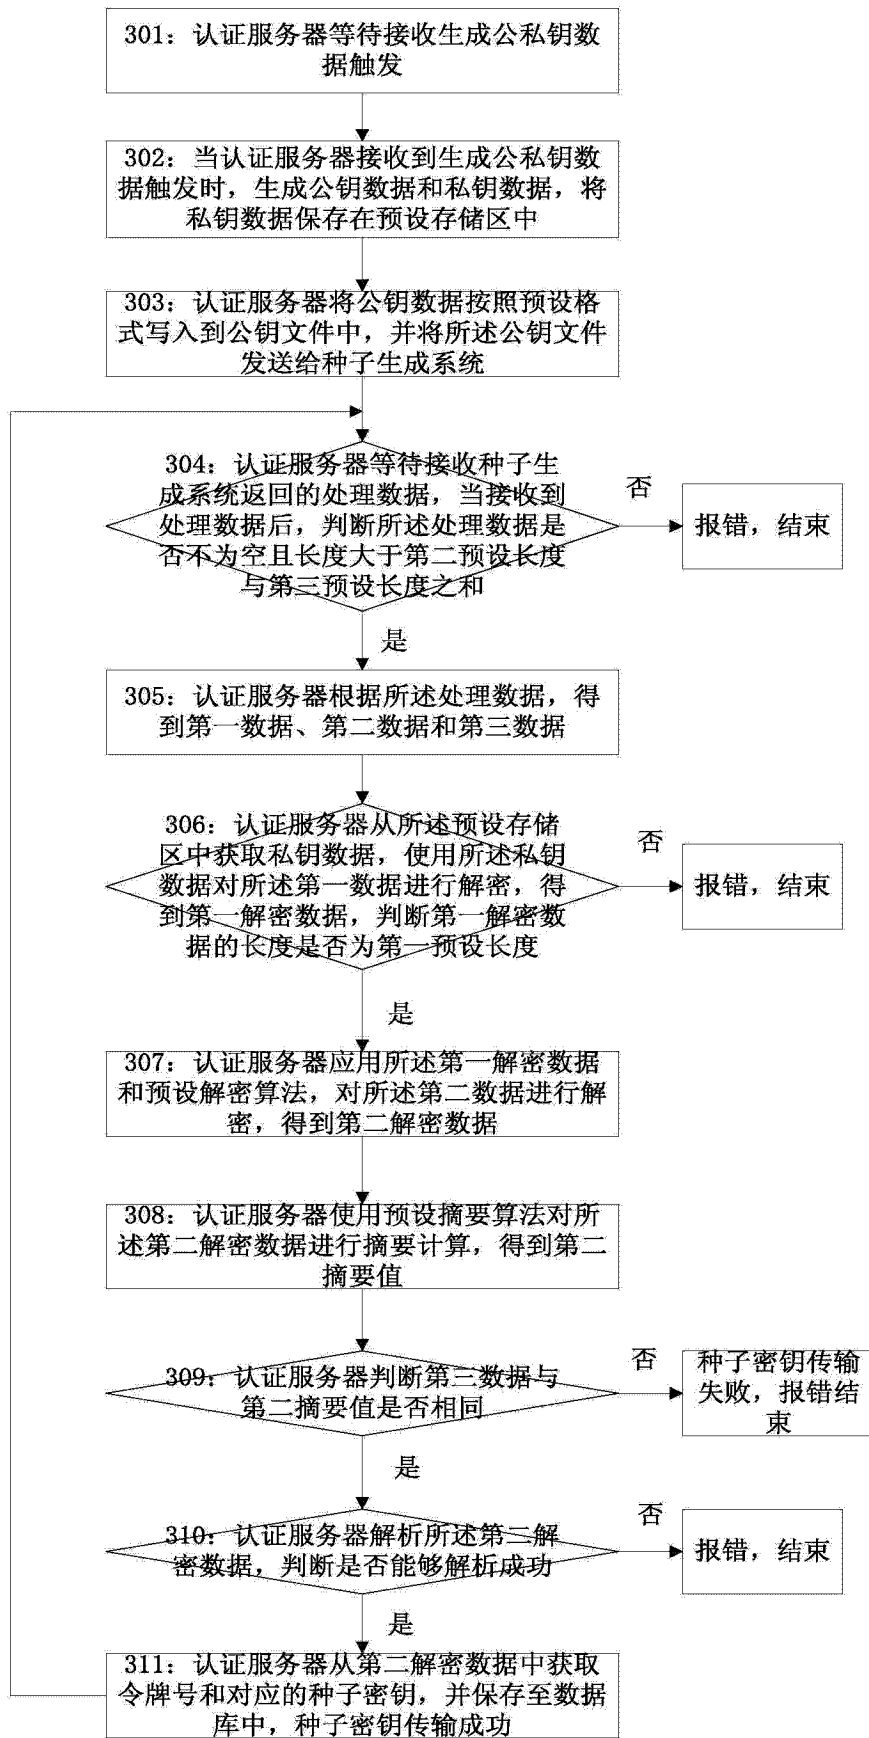 301：认证服务器等待接收生成公私钥数
据触发
302：当认证服务器接收到生成公私钥数
据触发时，生成公钥数据和私钥数据，将
私钥数据保存在预设存储区中
303：认证服务器将公钥数据按照预设格
式写入到公钥文件中，并将所述公钥文件
发送给种子生成系统
304：认证服务器等待接收种子生
成系统返回的处理数据，当接收到
处理数据后，判断所述处理数据是
否不为空且长度大于第二预设长度
与第三预设长度之和
否
报错，结束
是
305：认证服务器根据所述处理数据，得
到第一数据、第二数据和第三数据
306：认证服务器从所述预设存储
区中获取私钥数据，使用所述私钥
数据对所述第一数据进行解密，得
到第一解密数据，判断第一解密数
据的长度是否为第一预设长度
否
报错，结束
是
307：认证服务器应用所述第一解密数据
和预设解密算法，对所述第二数据进行解
密，得到第二解密数据
308：认证服务器使用预设摘要算法对所
述第二解密数据进行摘要计算，得到第二
摘要值
309：认证服务器判断第三数据与
第二摘要值是否相同
否
种子密钥传输
失败，报错结
束
是
310：认证服务器解析所述第二解
密数据，判断是否能够解析成功
否
报错，结束
是
311：认证服务器从第二解密数据中获取
令牌号和对应的种子密钥，并保存至数据
库中，种子密钥传输成功